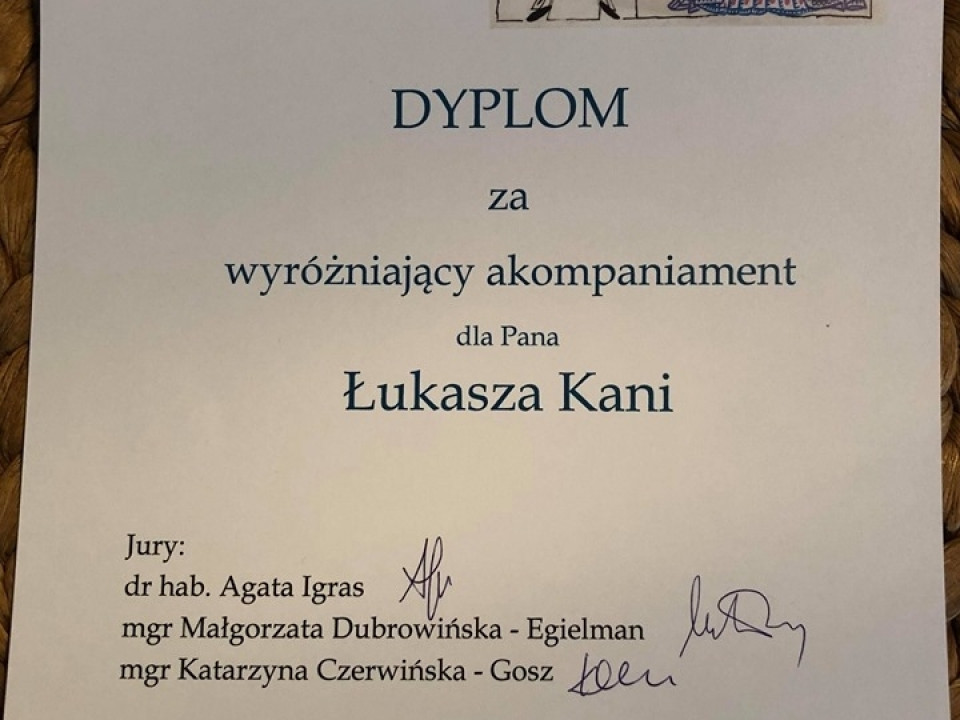 DYPLOM
za
wyróżniający akompaniament
dla Pana
Łukasza Kani
Jury:
dr hab. Agata Igras
mgr Małgorzata Dubrowińska - Egielman
mgr Katarzyna Czerwińska - Gosz